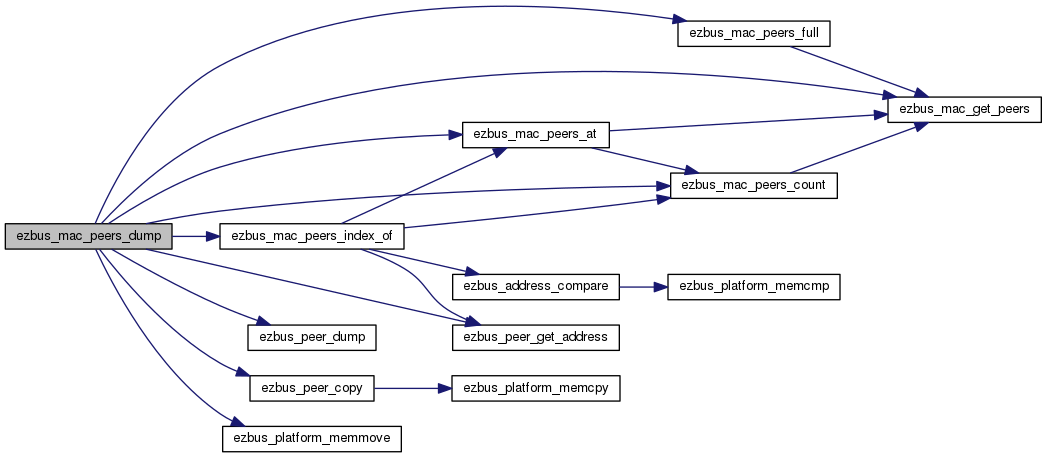 ezbus_mac_peers_full
ezbus_mac_get_peers
ezbus_mac_peers_at
ezbus_mac_peers_count
ezbus_mac_peers_dump
ezbus_mac_peers_index_of
ezbus_address_compare
ezbus_platform_memcmp
ezbus_peer_dump
ezbus_peer_get_address
ezbus_peer_copy
ezbus_platform_memcpy
ezbus_platform_memmove